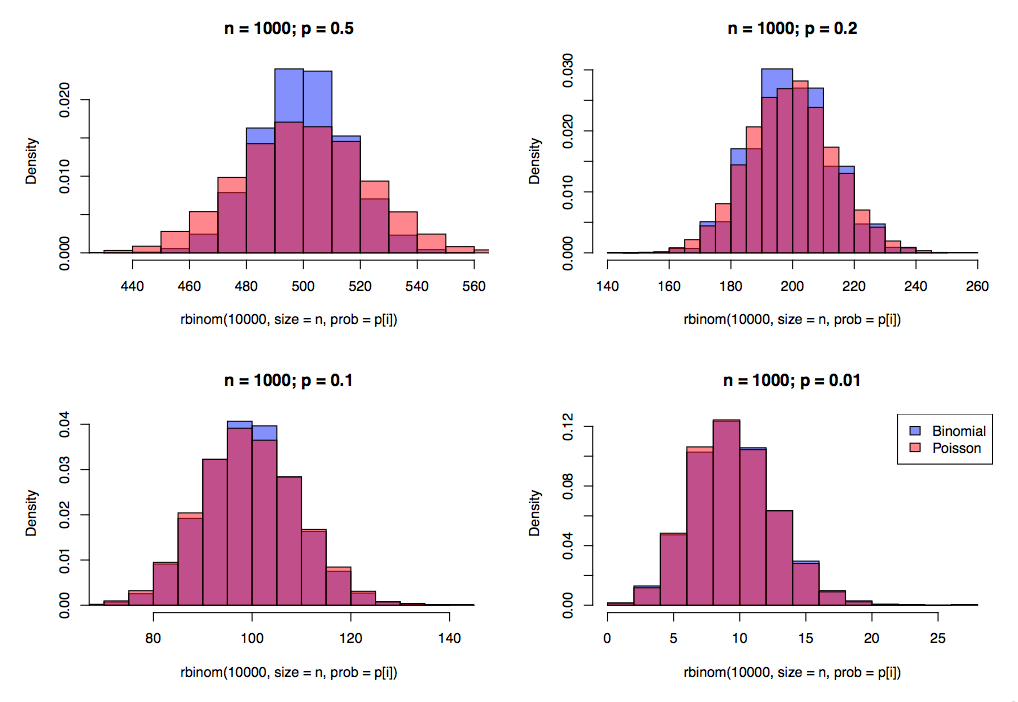 n = 1000; p = 0.5
Density
0.000
0.010
0.020
440
460
480
500
520
540
560
rbinom(10000, size = n, prob = p[i])
n = 1000; p = 0.2
Density
0.000
0.010
0.020
0.030
140
160
180
200
220
240
260
rbinom(10000, size = n, prob = p[i])
n = 1000; p = 0.1
Density
0.00
0.01
0.02
0.03
0.04
80
100
120
140
rbinom(10000, size = n, prob = p[i])
n = 1000; p = 0.01
Density
0.00
0.04
0.08
0.12
0
5
10
15
20
25
rbinom(10000, size = n, prob = p[i])
Binomial
Poisson